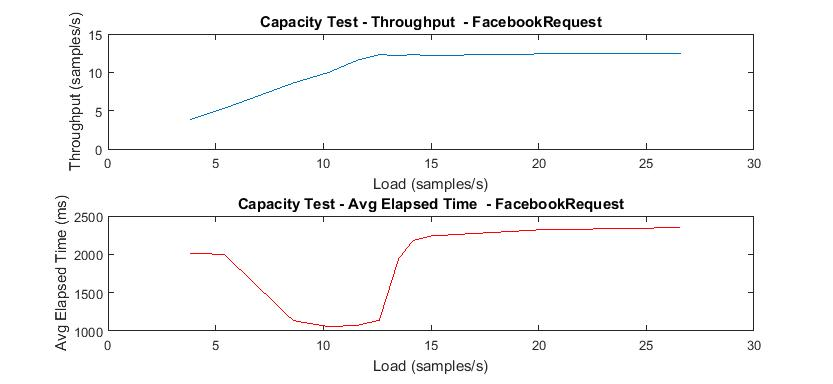 Capacity Test - Throughput  - FacebookRequest
Throughput (samples/s)
15
10
5
0
0 5 10 15 20 25 30
Load (samples/s)
Capacity Test - Avg Elapsed Time  - FacebookRequest
Avg Elapsed Time (ms)
2500
2000
1500
1000
0 5 10 15 20 25 30
Load (samples/s)